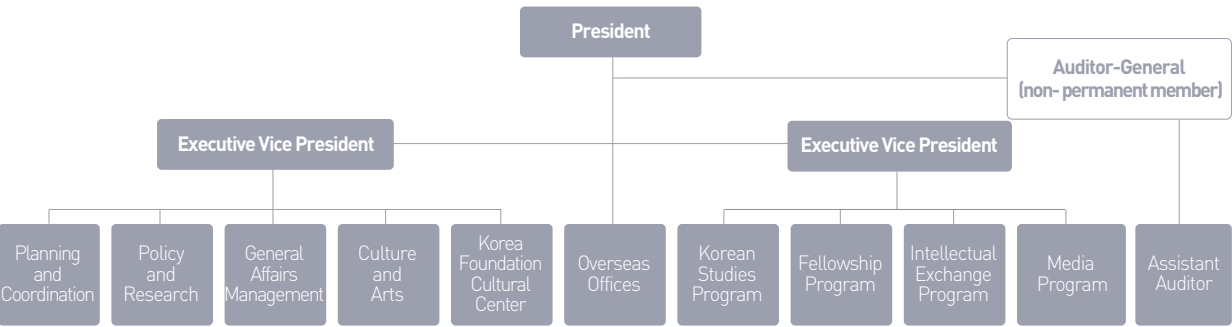 President
Auditor-General
(non- permanent member)
Executive Vice President
Executive Vice President
Planning
and
Coordination
Policy
and
Research
General
Affairs
Management
Culture
and
Arts
Korea
Foundation
Cultural
Center
Overseas
Offices
Korean
Studies
Program
Fellowship
Program
Intellectual
Exchange
Program
Media
Program
Assistant
Auditor